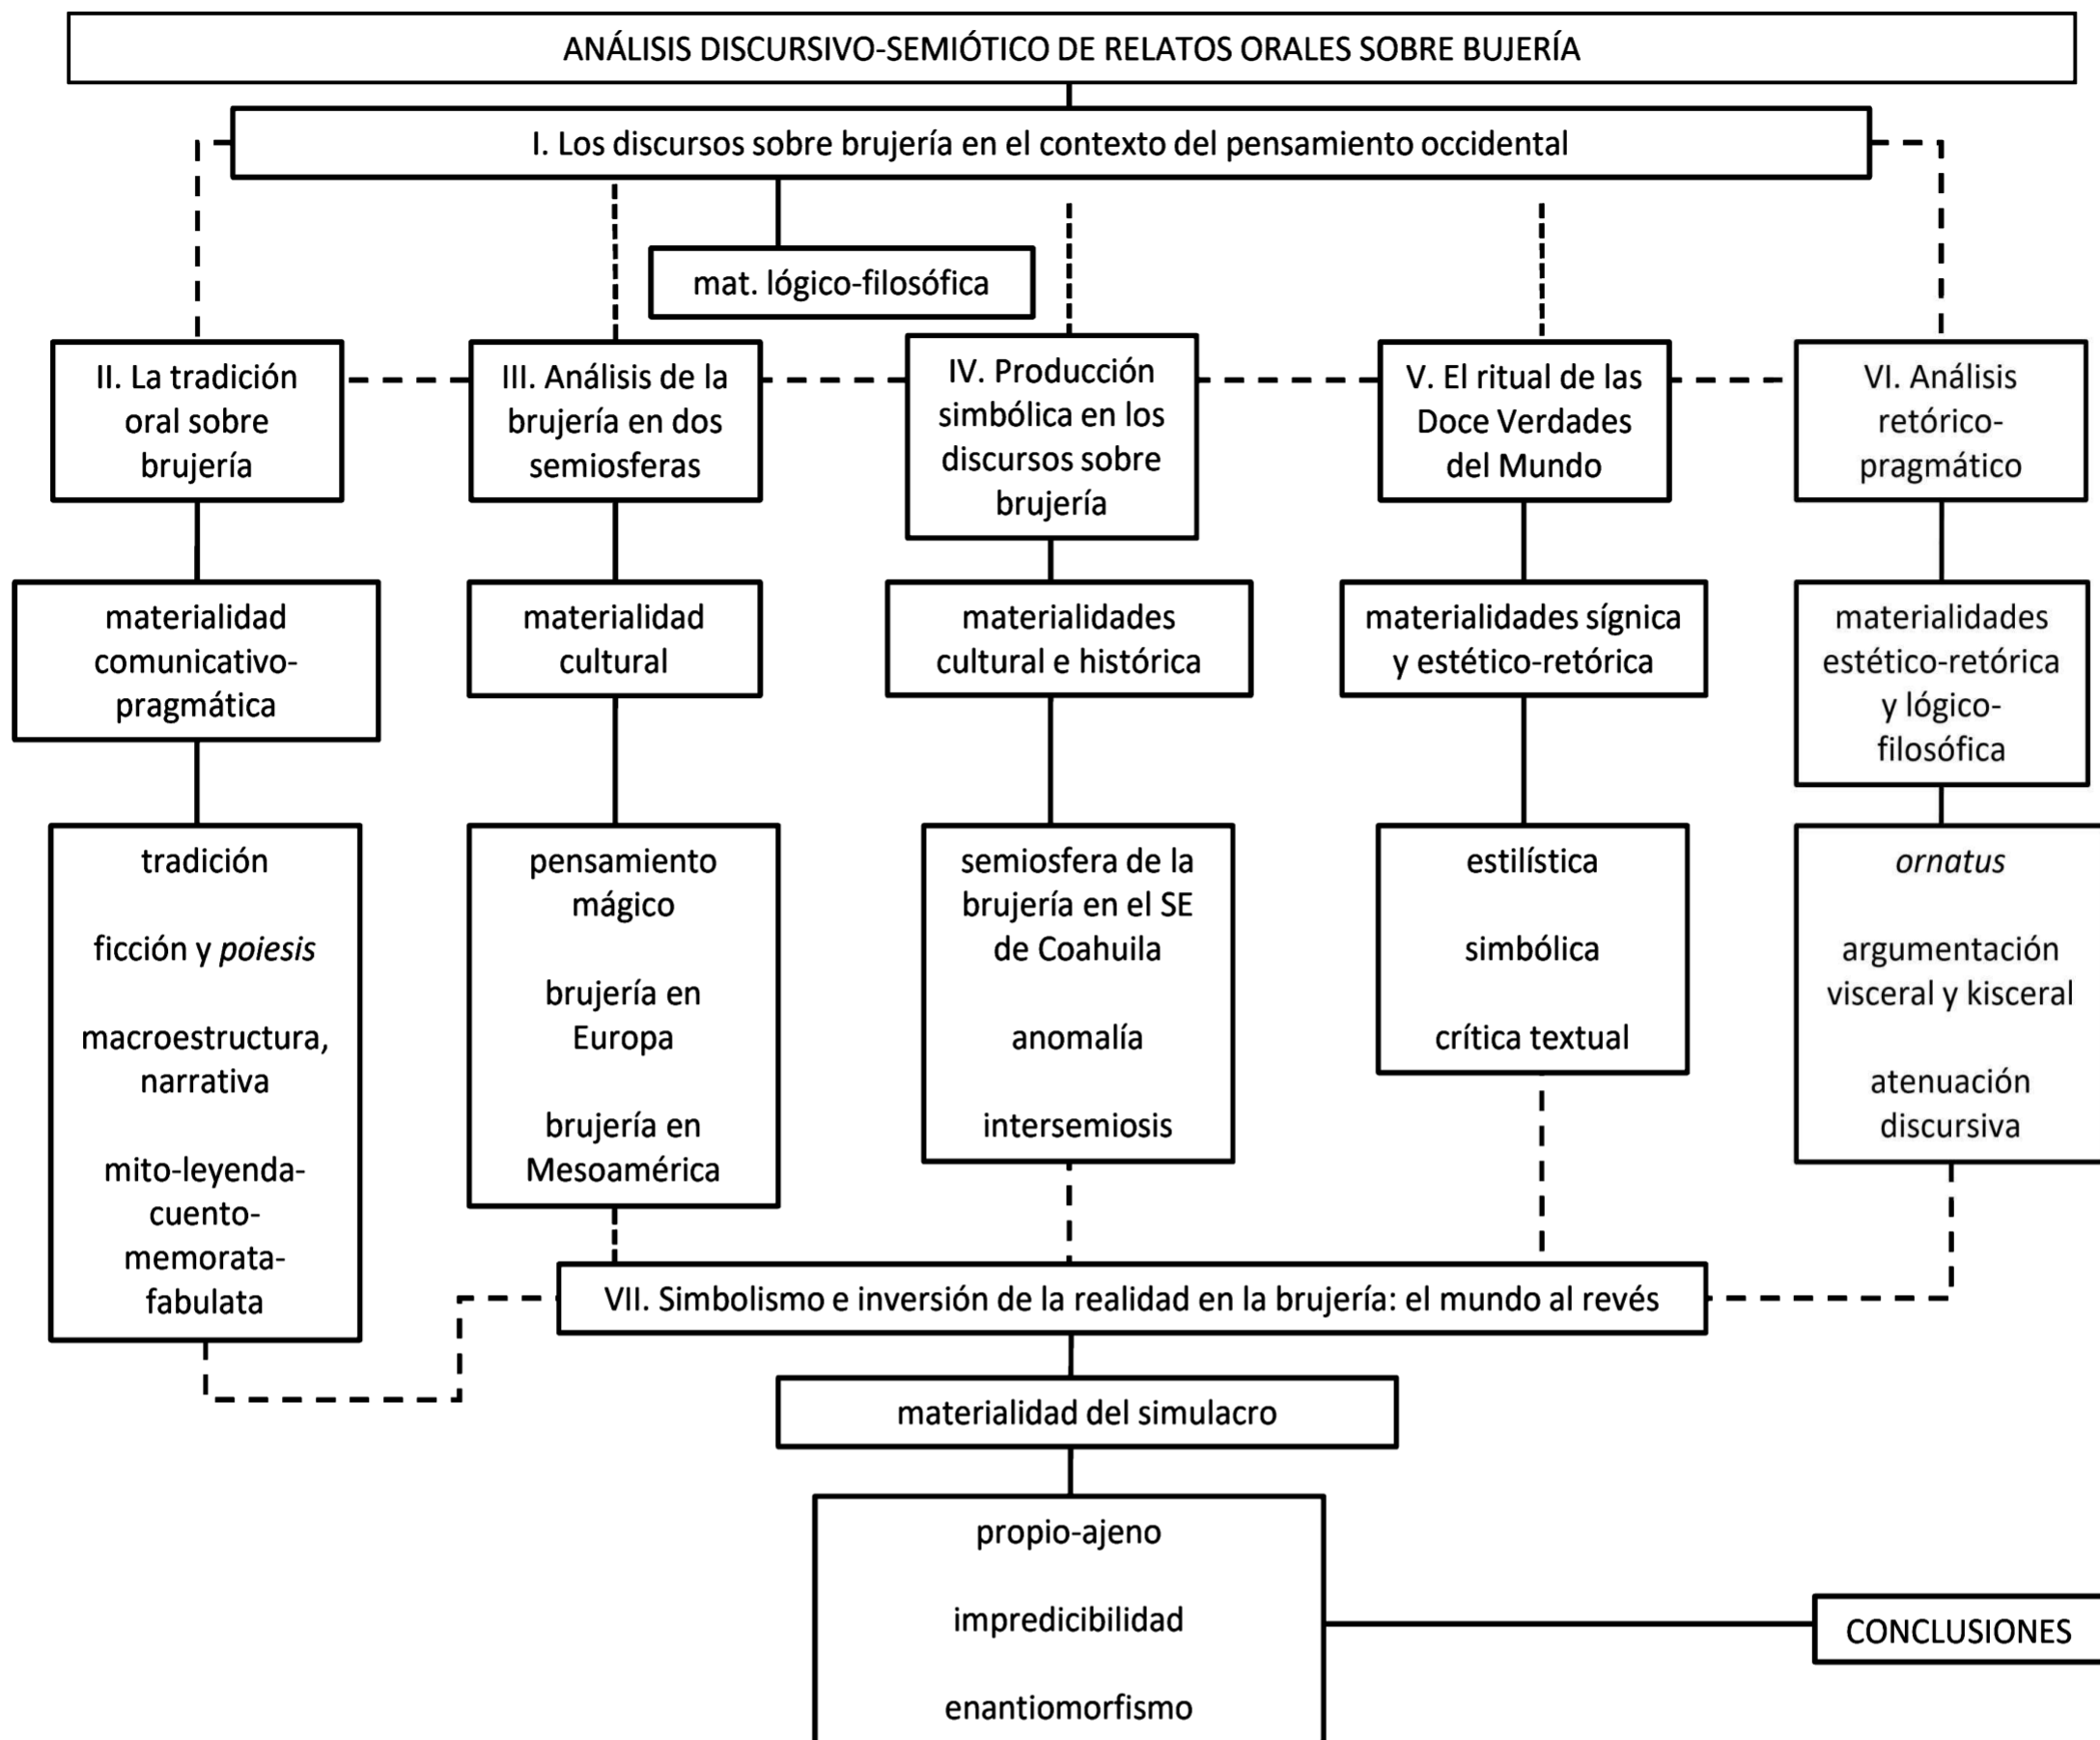 ANÁLISIS DISCURSIVO-SEMIÓTICO DE RELATOS ORALES SOBRE BUJERÍA
I. Los discursos sobre brujería en el contexto del pensamiento occidental
mat. lógico-filosófica
II. La tradición
oral sobre
brujería
III. Análisis de la
brujería en dos
semiosferas
IV. Producción
simbólica en los
discursos sobre
brujería
V. El ritual de las
Doce Verdades
del Mundo
VI. Análisis
retórico-
pragmático
materialidad
comunicativo-
pragmática
materialidad
cultural
materialidades
cultural e histórica
materialidades sígnica
y estético-retórica
materialidades
estético-retórica
y lógico-
filosófica
tradición
ficción y poiesis
macroestructura,
narrativa
mito-leyenda-
cuento-
memorata-
fabulata
pensamiento
mágico
brujería en
Europa
brujería en
Mesoamérica
semiosfera de la
brujería en el SE
de Coahuila
anomalía
intersemiosis
estilística
simbólica
crítica textual
ornatus
argumentación
visceral y kisceral
atenuación
discursiva
VII. Simbolismo e inversión de la realidad en la brujería: el mundo al revés
materialidad del simulacro
propio-ajeno
impredicibilidad
enantiomorfismo
CONCLUSIONES